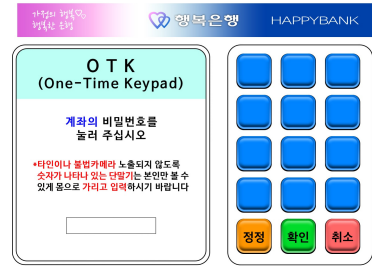 가정의 행복
행복한 은행
행복은행
HAPPYBANK
OTK
(One-Time Keypad)
계좌의 비밀번호를
눌러 주십시오
*타인이나 불법카메라 노출되지 않도록
숫자가 나타나 있는 단말기는 본인만 볼 수
있게 몸으로 가리고 입력하시기 바랍니다
정정 확인 취소